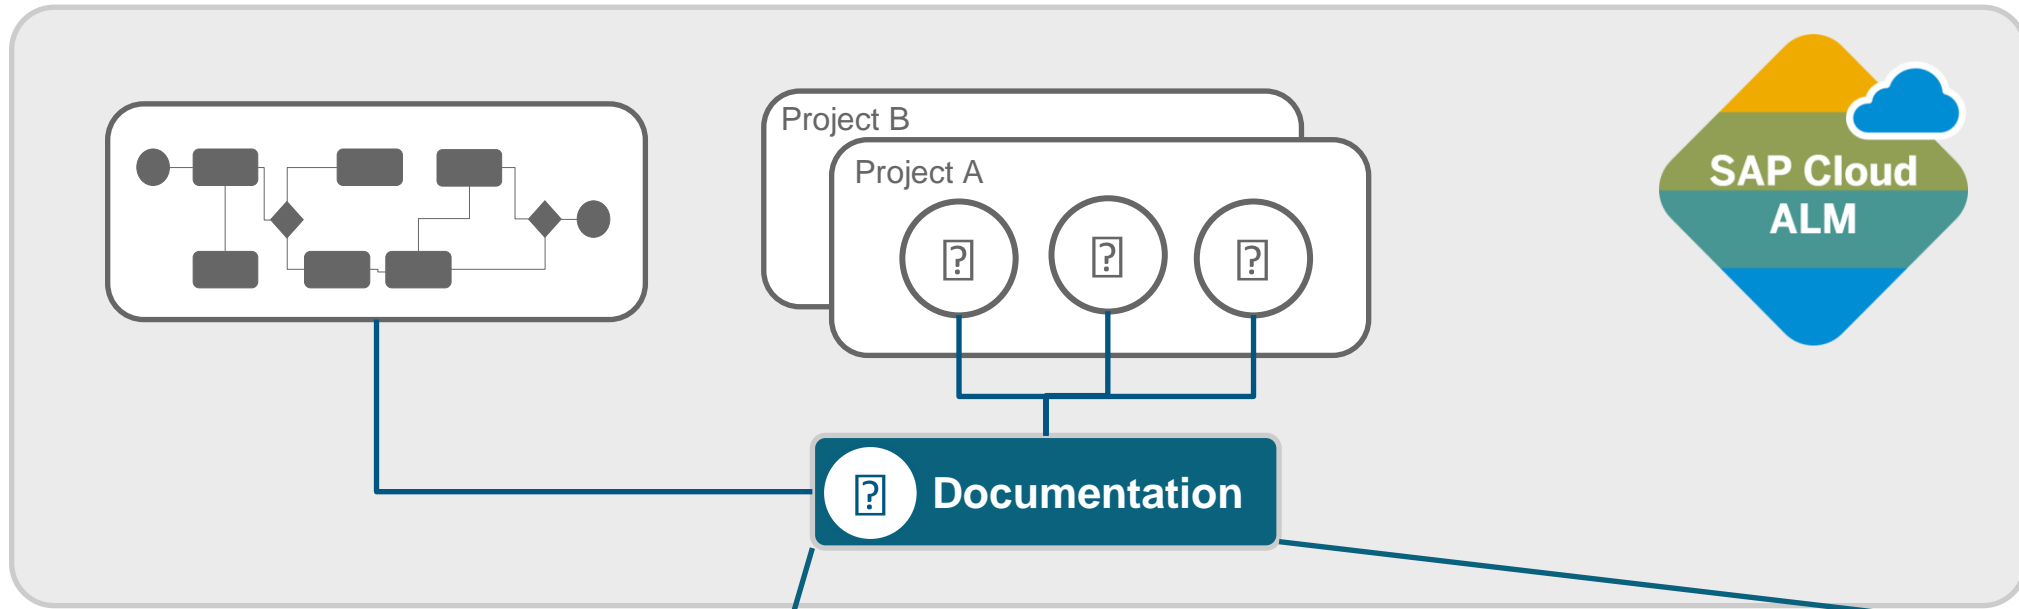 Project B
Project A
SAP Cloud
ALM
Documentation